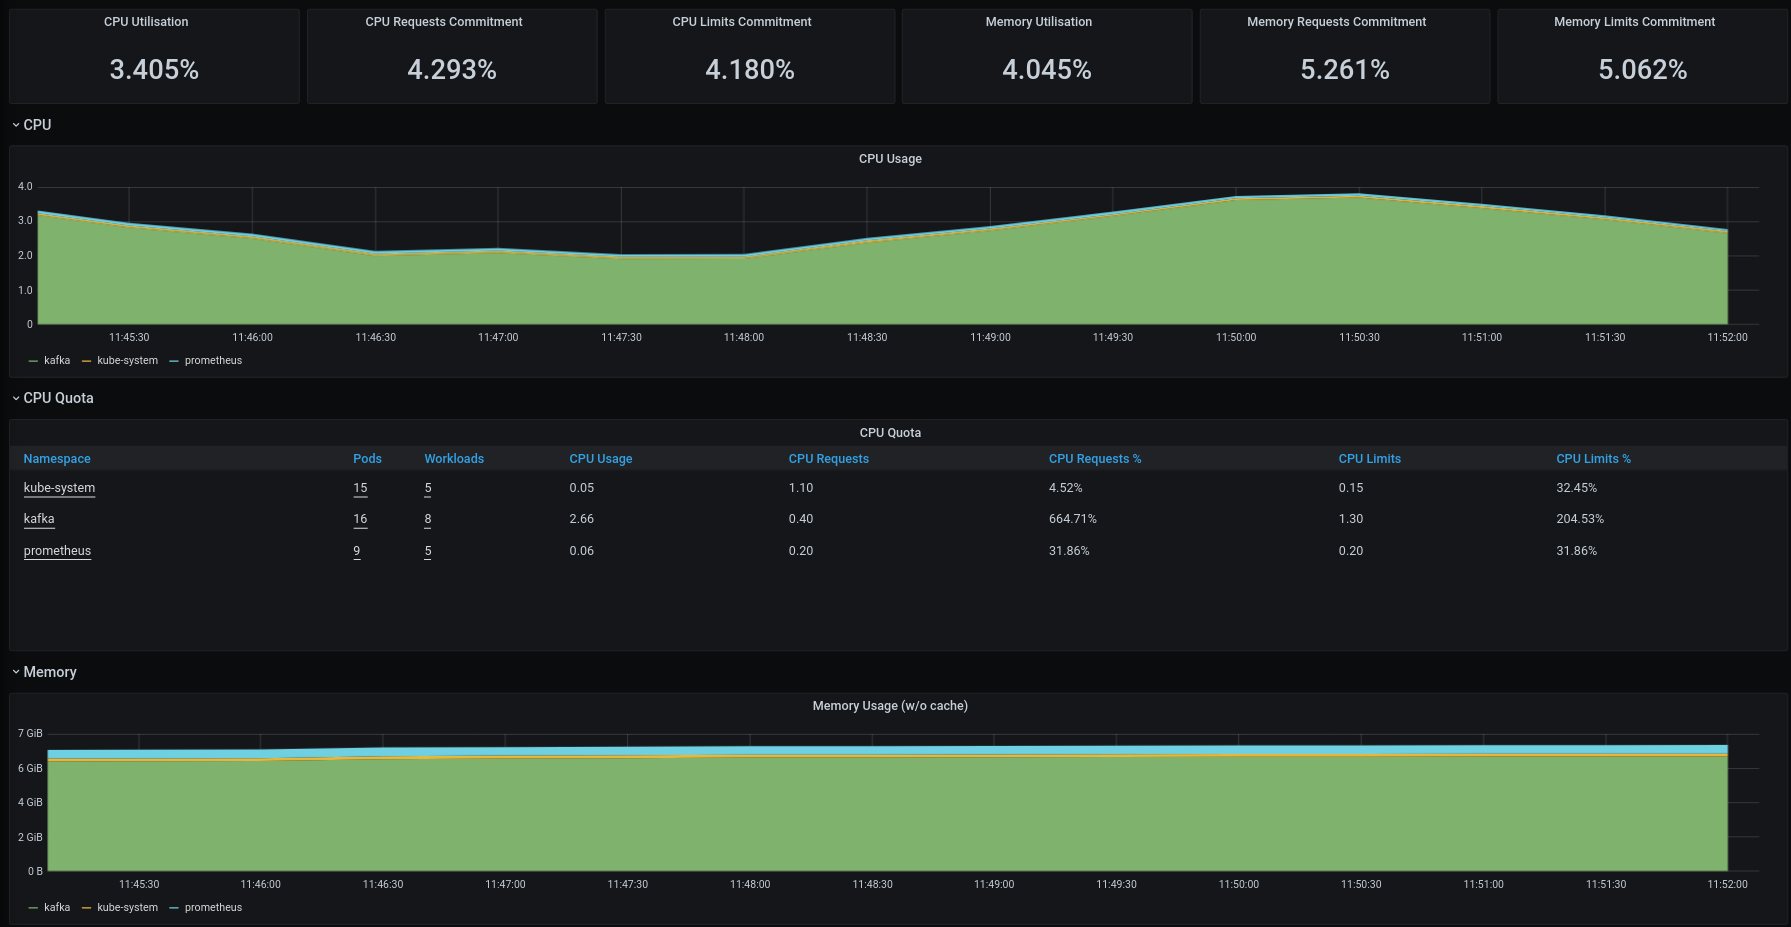 CPU Utilisation CPU Requests Commitment CPU Limits Commitment Memory Utilisation Memory Requests Commitment Memory Limits Commitment
3.405% 4.293% 4.180% 4.045% 5.261% 5.062%
CPU
CPU Usage
4.0
3.0
2.0
1.0
0
11:45:30 11:46:00 11:46:30 11:47:00 11:47:30 11:48:00 11:48:30 11:49:00 11:49:30 11:50:00 11:50:30 11:51:00 11:51:30 11:52:00
kafka kube-system prometheus
CPU Quota
CPU Quota
Namespace Pods Workloads CPU Usage CPU Requests CPU Requests % CPU Limits CPU Limits %
kube-system 15 5 0.05 1.10 4.52% 0.15 32.45%
kafka 16 8 2.66 0.40 664.71% 1.30 204.53%
prometheus 9 5 0.06 0.20 31.86% 0.20 31.86%
Memory
Memory Usage (w/o cache)
7 GiB
6 GiB
4 GiB
2 GiB
0 B
11:45:30 11:46:00 11:46:30 11:47:00 11:47:30 11:48:00 11:48:30 11:49:00 11:49:30 11:50:00 11:50:30 11:51:00 11:51:30 11:52:00
kafka kube-system prometheus